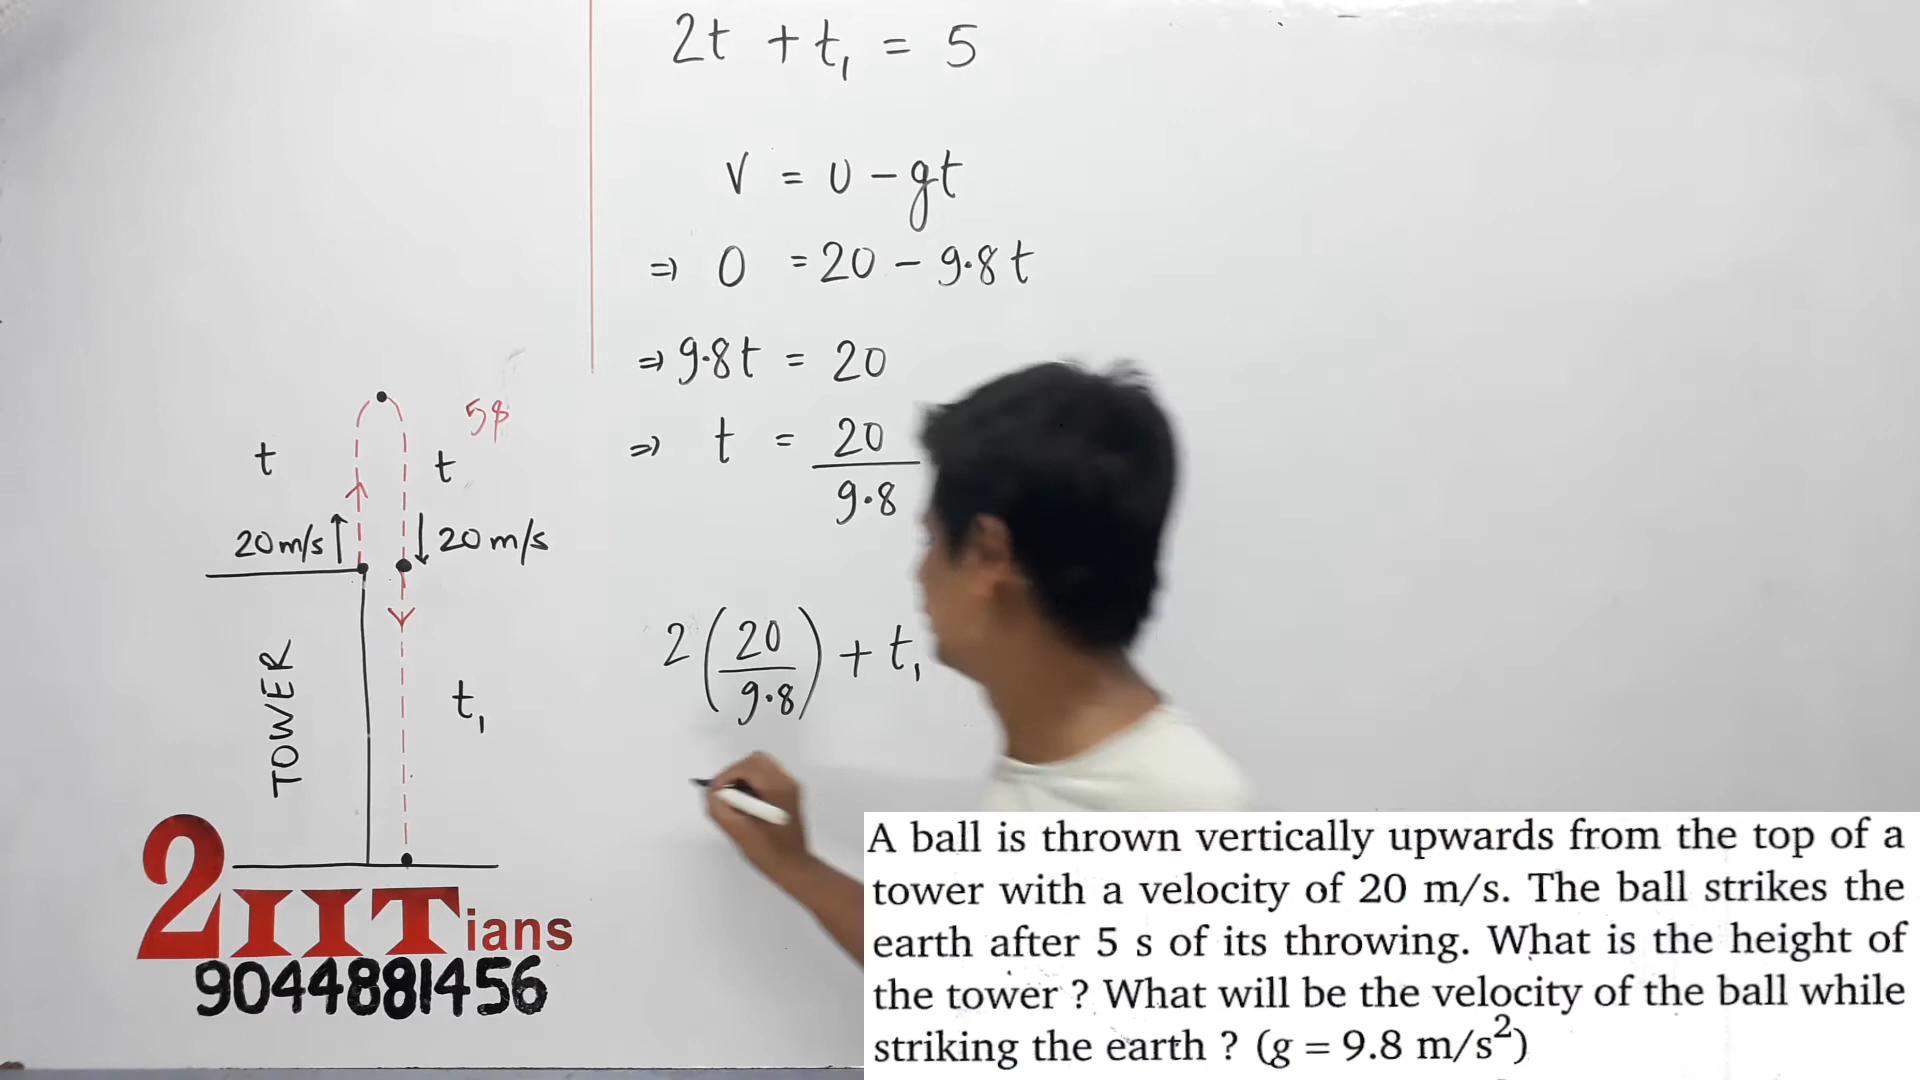 2t + t₁ = 5
v = u - gt
⇒ 0 = 20 - 9.8t
⇒ 9.8t = 20
⇒ t = 20/9.8
2(20/9.8) + t₁
t
t
20 m/s
20 m/s
TOWER
t₁
2IITians
9044881456
A ball is thrown vertically upwards from the top of a
tower with a velocity of 20 m/s. The ball strikes the
earth after 5 s of its throwing. What is the height of
the tower ? What will be the velocity of the ball while
striking the earth ? (g = 9.8 m/s²)